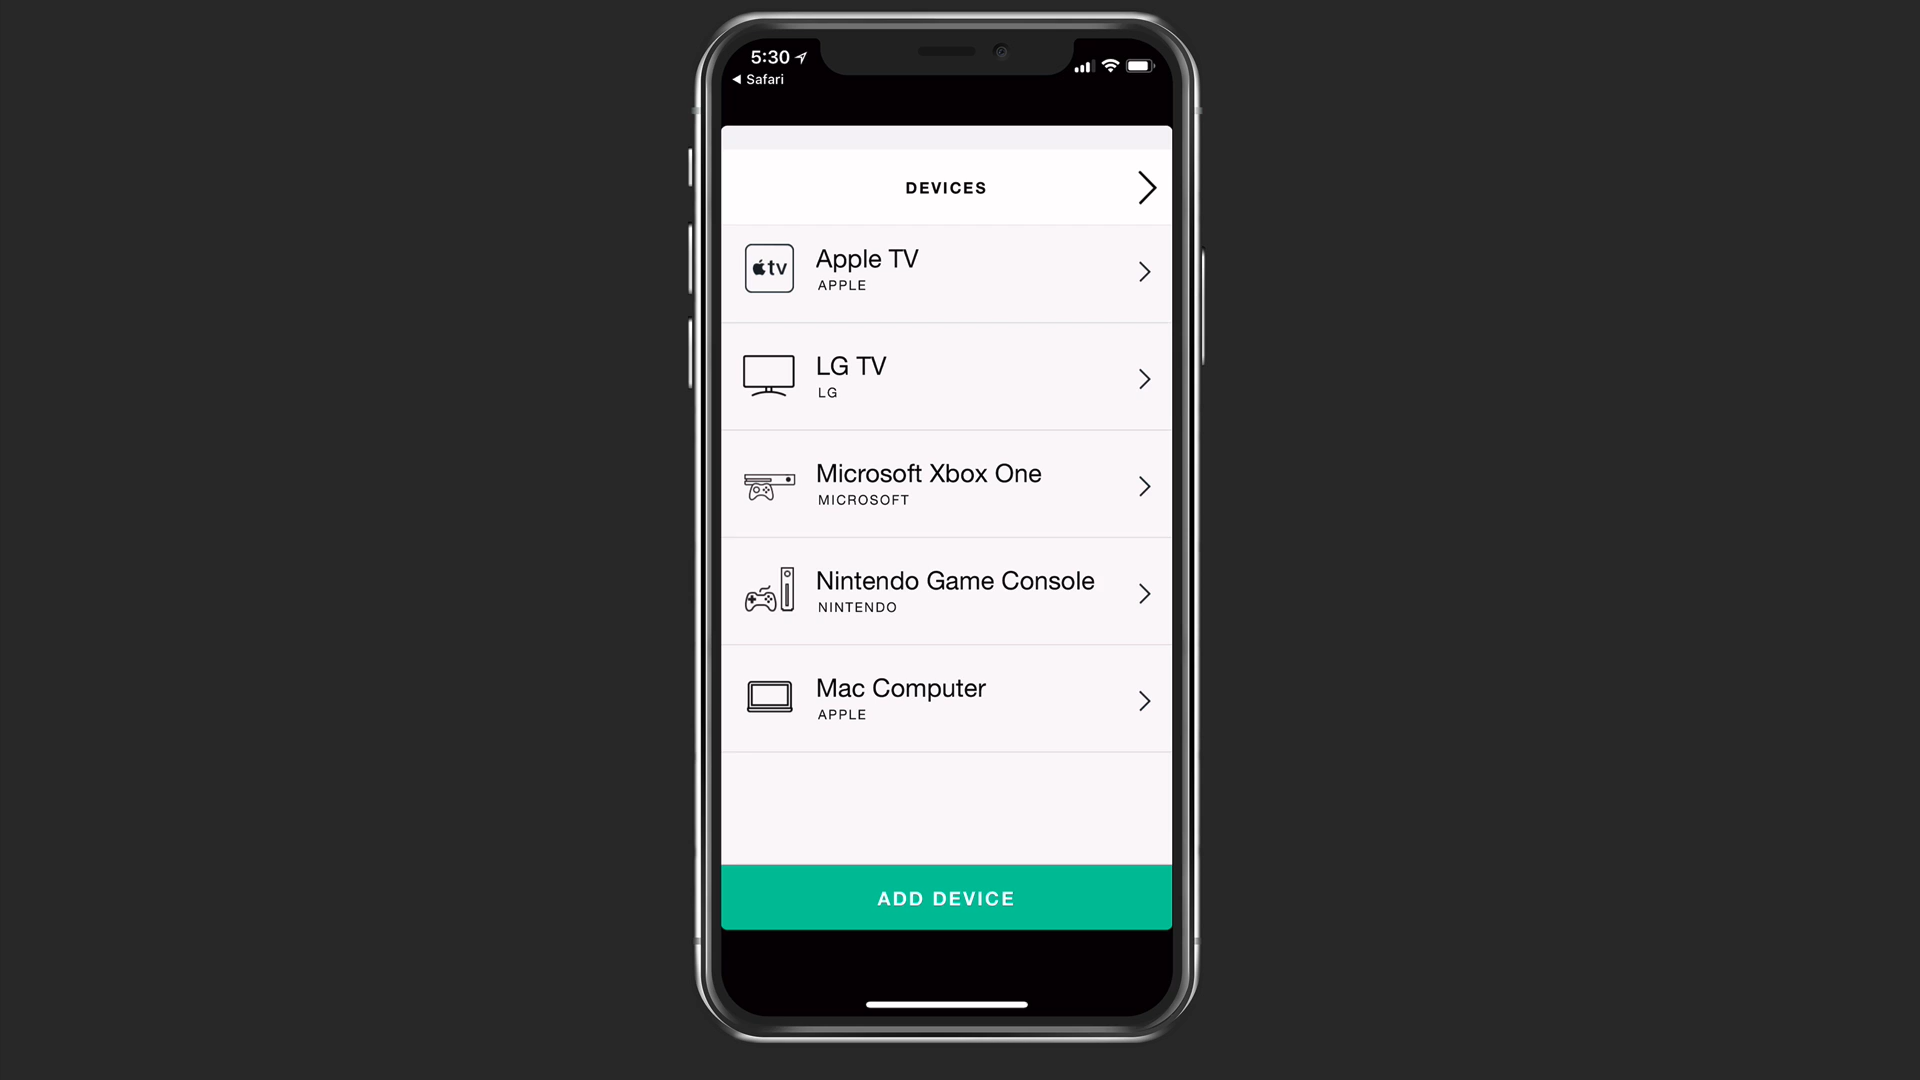 5:30
Safari
DEVICES
tv
Apple TV
APPLE
LG TV
LG
Microsoft Xbox One
MICROSOFT
Nintendo Game Console
NINTENDO
Mac Computer
APPLE
ADD DEVICE